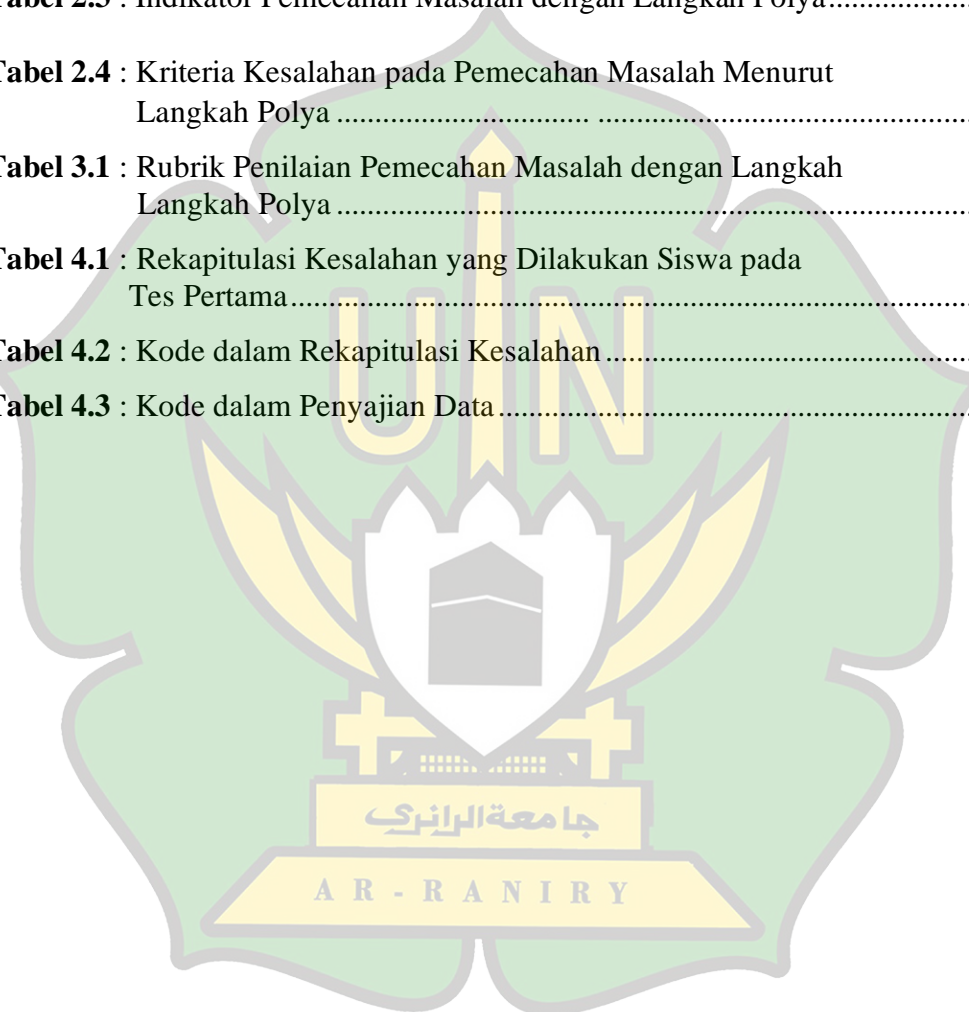 Tabel 2.3 : Indikator Pemecahan Masalah dengan Langkah Polya....................
Tabel 2.4 : Kriteria Kesalahan pada Pemecahan Masalah Menurut
Langkah Polya .............................. ............................................
Tabel 3.1 : Rubrik Penilaian Pemecahan Masalah dengan Langkah
Langkah Polya ............................................................................
Tabel 4.1 : Rekapitulasi Kesalahan yang Dilakukan Siswa pada
Tes Pertama..................................................................................
Tabel 4.2 : Kode dalam Rekapitulasi Kesalahan ............................................
Tabel 4.3 : Kode dalam Penyajian Data .........................................................
UIN
جامعة الرانري
AR - RANIRY